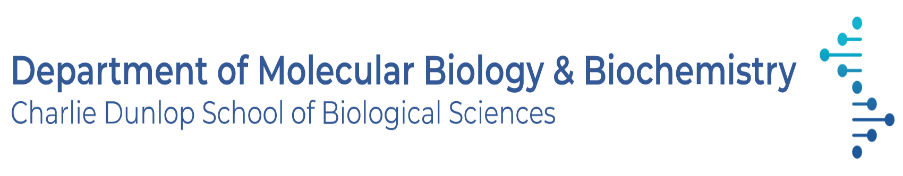 Department of Molecular Biology & Biochemistry
Charlie Dunlop School of Biological Sciences